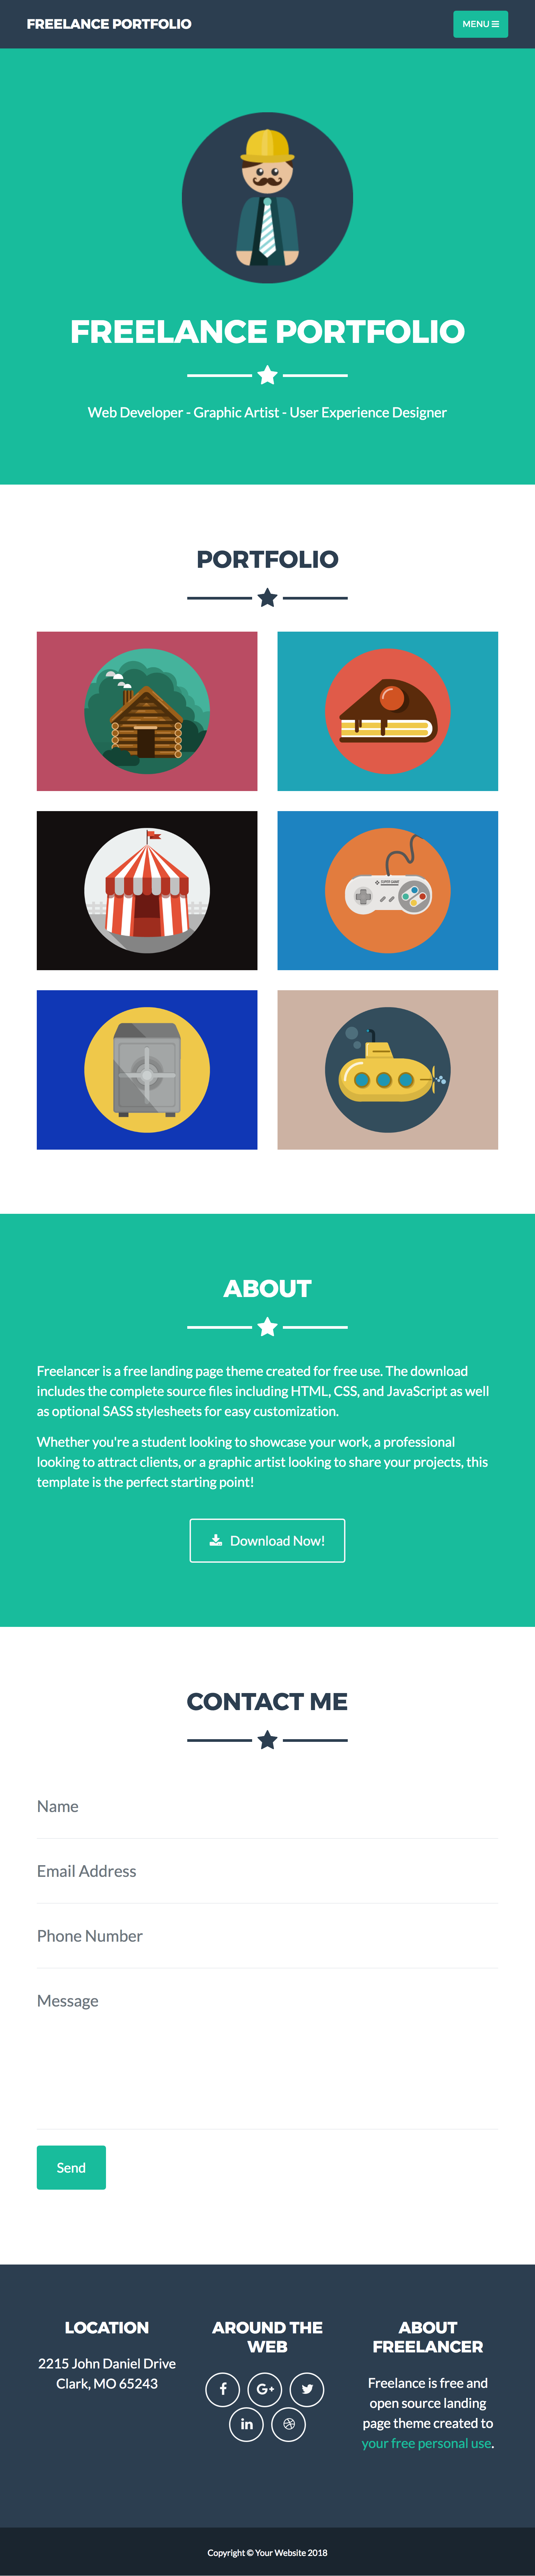 FREELANCE PORTFOLIO
MENU
FREELANCE PORTFOLIO
Web Developer - Graphic Artist - User Experience Designer
PORTFOLIO
ABOUT
Freelancer is a free landing page theme created for free use. The download
includes the complete source files including HTML, CSS, and JavaScript as well
as optional SASS stylesheets for easy customization.
Whether you're a student looking to showcase your work, a professional
looking to attract clients, or a graphic artist looking to share your projects, this
template is the perfect starting point!
Download Now!
CONTACT ME
Name
Email Address
Phone Number
Message
Send
LOCATION
2215 John Daniel Drive
Clark, MO 65243
AROUND THE
WEB
ABOUT
FREELANCER
Freelance is free and
open source landing
page theme created to
your free personal use.
Copyright © Your Website 2018